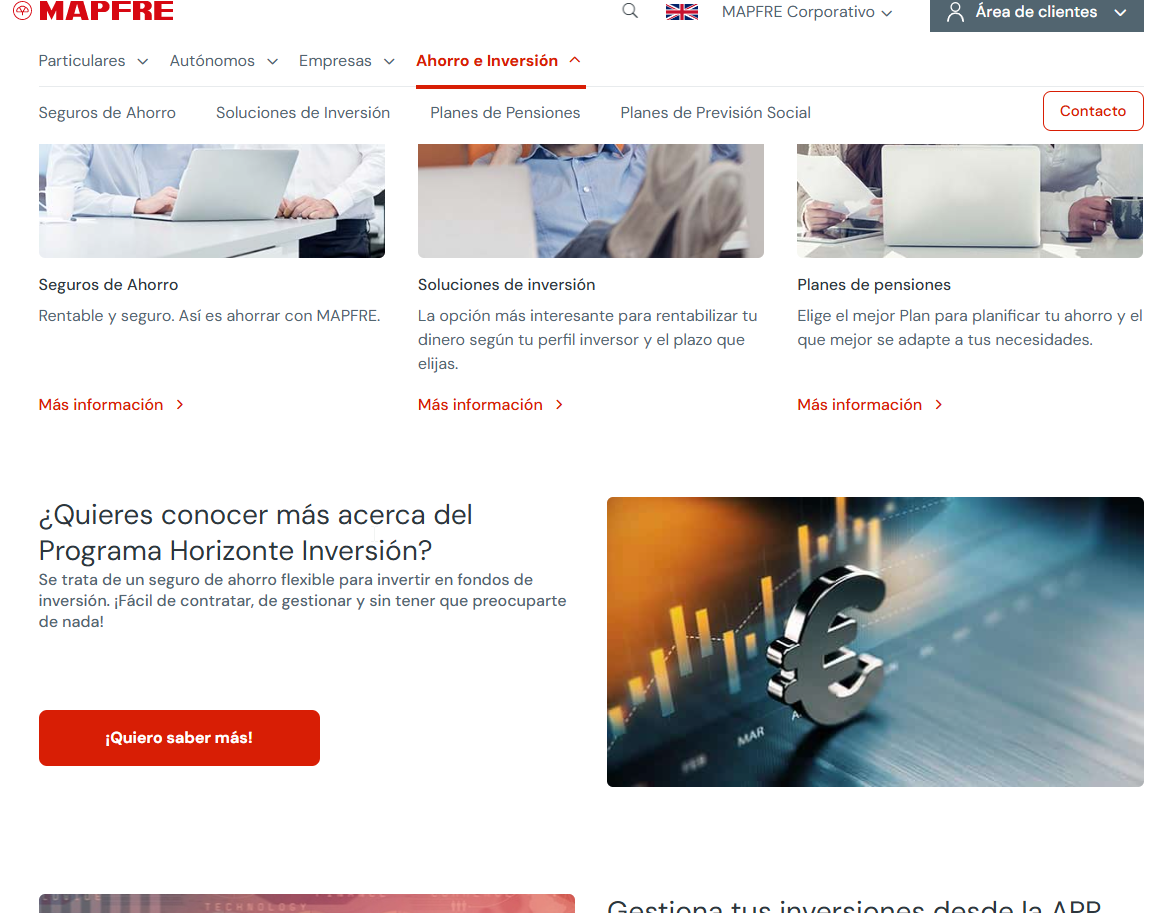 MAPFRE
MAPFRE Corporativo
Área de clientes
Particulares
Autónomos
Empresas
Ahorro e Inversión
Seguros de Ahorro
Soluciones de Inversión
Planes de Pensiones
Planes de Previsión Social
Contacto
Seguros de Ahorro
Rentable y seguro. Así es ahorrar con MAPFRE.
Más información
Soluciones de inversión
La opción más interesante para rentabilizar tu
dinero según tu perfil inversor y el plazo que
elijas.
Más información
Planes de pensiones
Elige el mejor Plan para planificar tu ahorro y el
que mejor se adapte a tus necesidades.
Más información
¿Quieres conocer más acerca del
Programa Horizonte Inversión?
Se trata de un seguro de ahorro flexible para invertir en fondos de
inversión. ¡Fácil de contratar, de gestionar y sin tener que preocuparte
de nada!
¡Quiero saber más!
€
FEB
MAR
TECHNOLOGY
Gestiona tus inversiones desde la APP